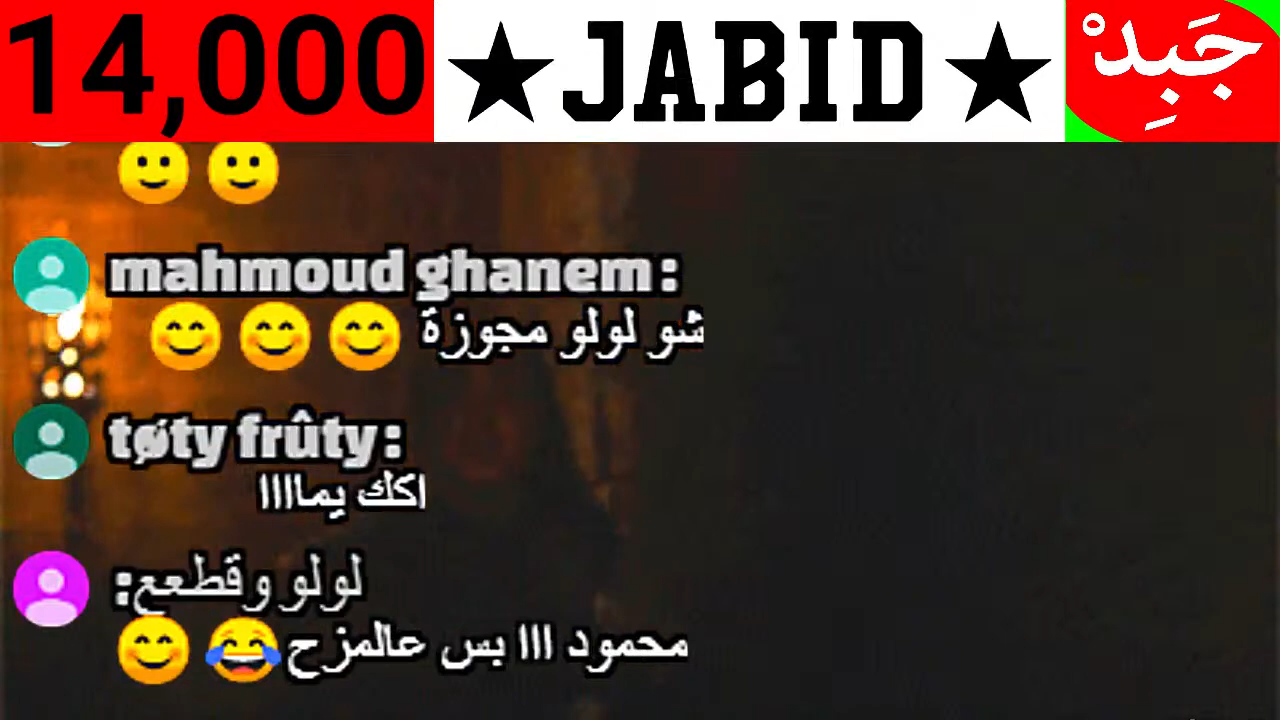 14,000 ★JABID★ جَبِدْ
🙂 🙂
mahmoud ghanem:
شو لولو مجوزة 😊 😊 😊
tøty frûty:
اكك يماااا
لولو وقطعع:
محمود ااا بس عالمزح 😂 😊